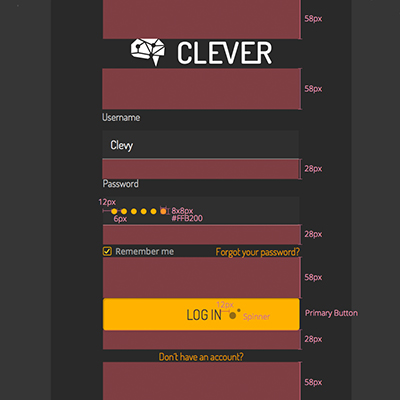 58px
CLEVER
58px
Username
Clevy
28px
Password
12px
8x8px
6px
#FFB200
28px
Remember me
Forgot your password?
58px
12px
LOG IN
Spinner
Primary Button
28px
Don't have an account?
58px